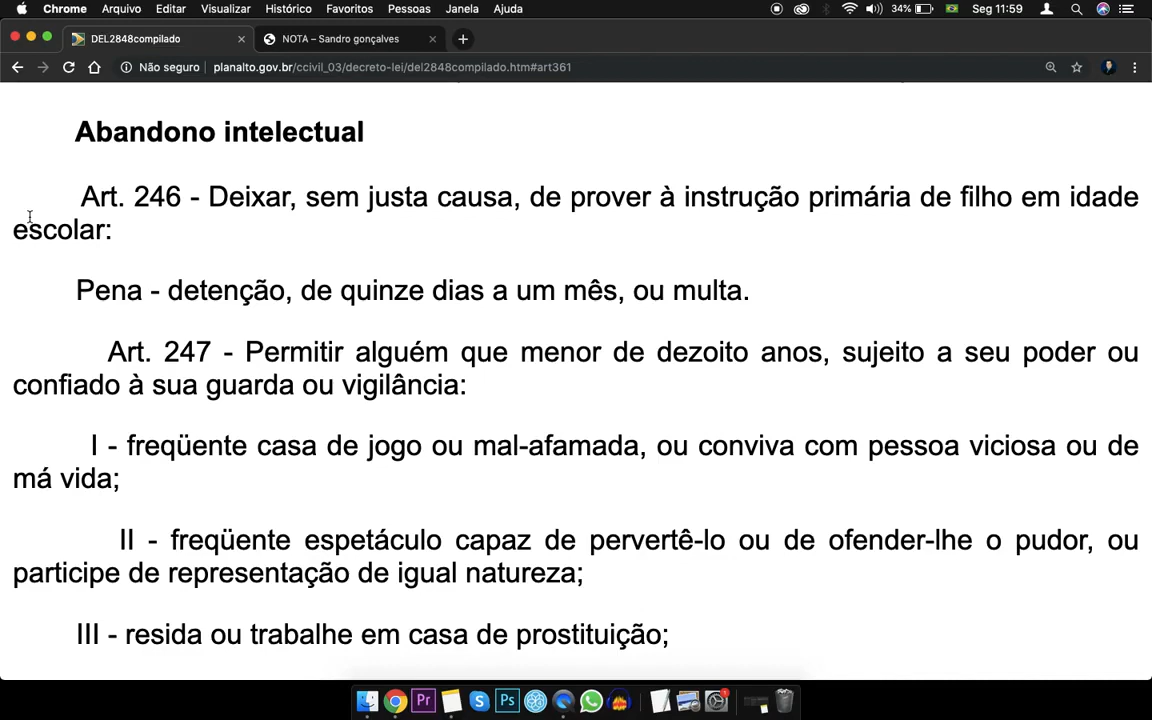 Chrome Arquivo Editar Visualizar Histórico Favoritos Pessoas Janela Ajuda 34% Seg 11:59
DEL2848compilado NOTA – Sandro gonçalves
Não seguro planalto.gov.br/ccivil_03/decreto-lei/del2848compilado.htm#art361
Abandono intelectual
Art. 246 - Deixar, sem justa causa, de prover à instrução primária de filho em idade
escolar:
Pena - detenção, de quinze dias a um mês, ou multa.
Art. 247 - Permitir alguém que menor de dezoito anos, sujeito a seu poder ou
confiado à sua guarda ou vigilância:
I - freqüente casa de jogo ou mal-afamada, ou conviva com pessoa viciosa ou de
má vida;
II - freqüente espetáculo capaz de pervertê-lo ou de ofender-lhe o pudor, ou
participe de representação de igual natureza;
III - resida ou trabalhe em casa de prostituição;
Pr Ps